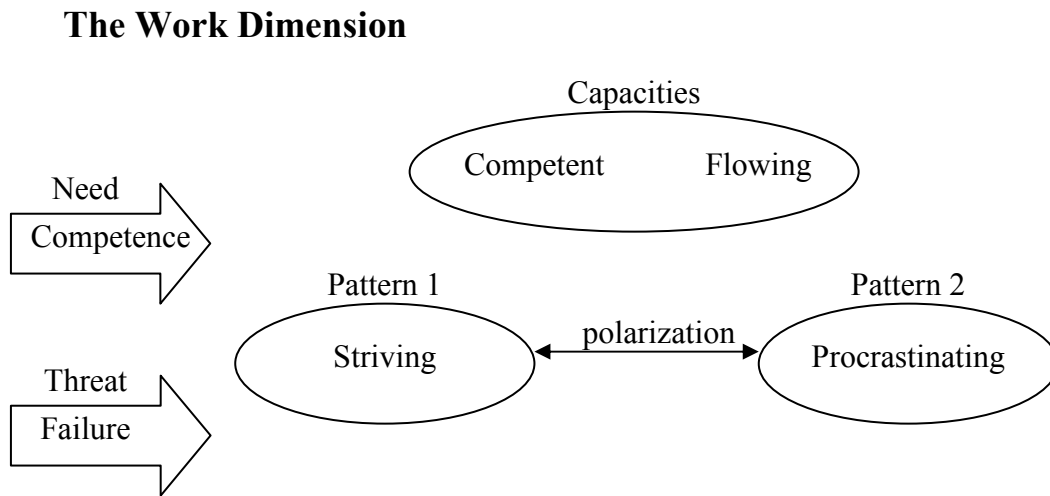 The Work Dimension
Capacities
Competent Flowing
Need
Competence
Pattern 1
Pattern 2
polarization
Striving
Procrastinating
Threat
Failure